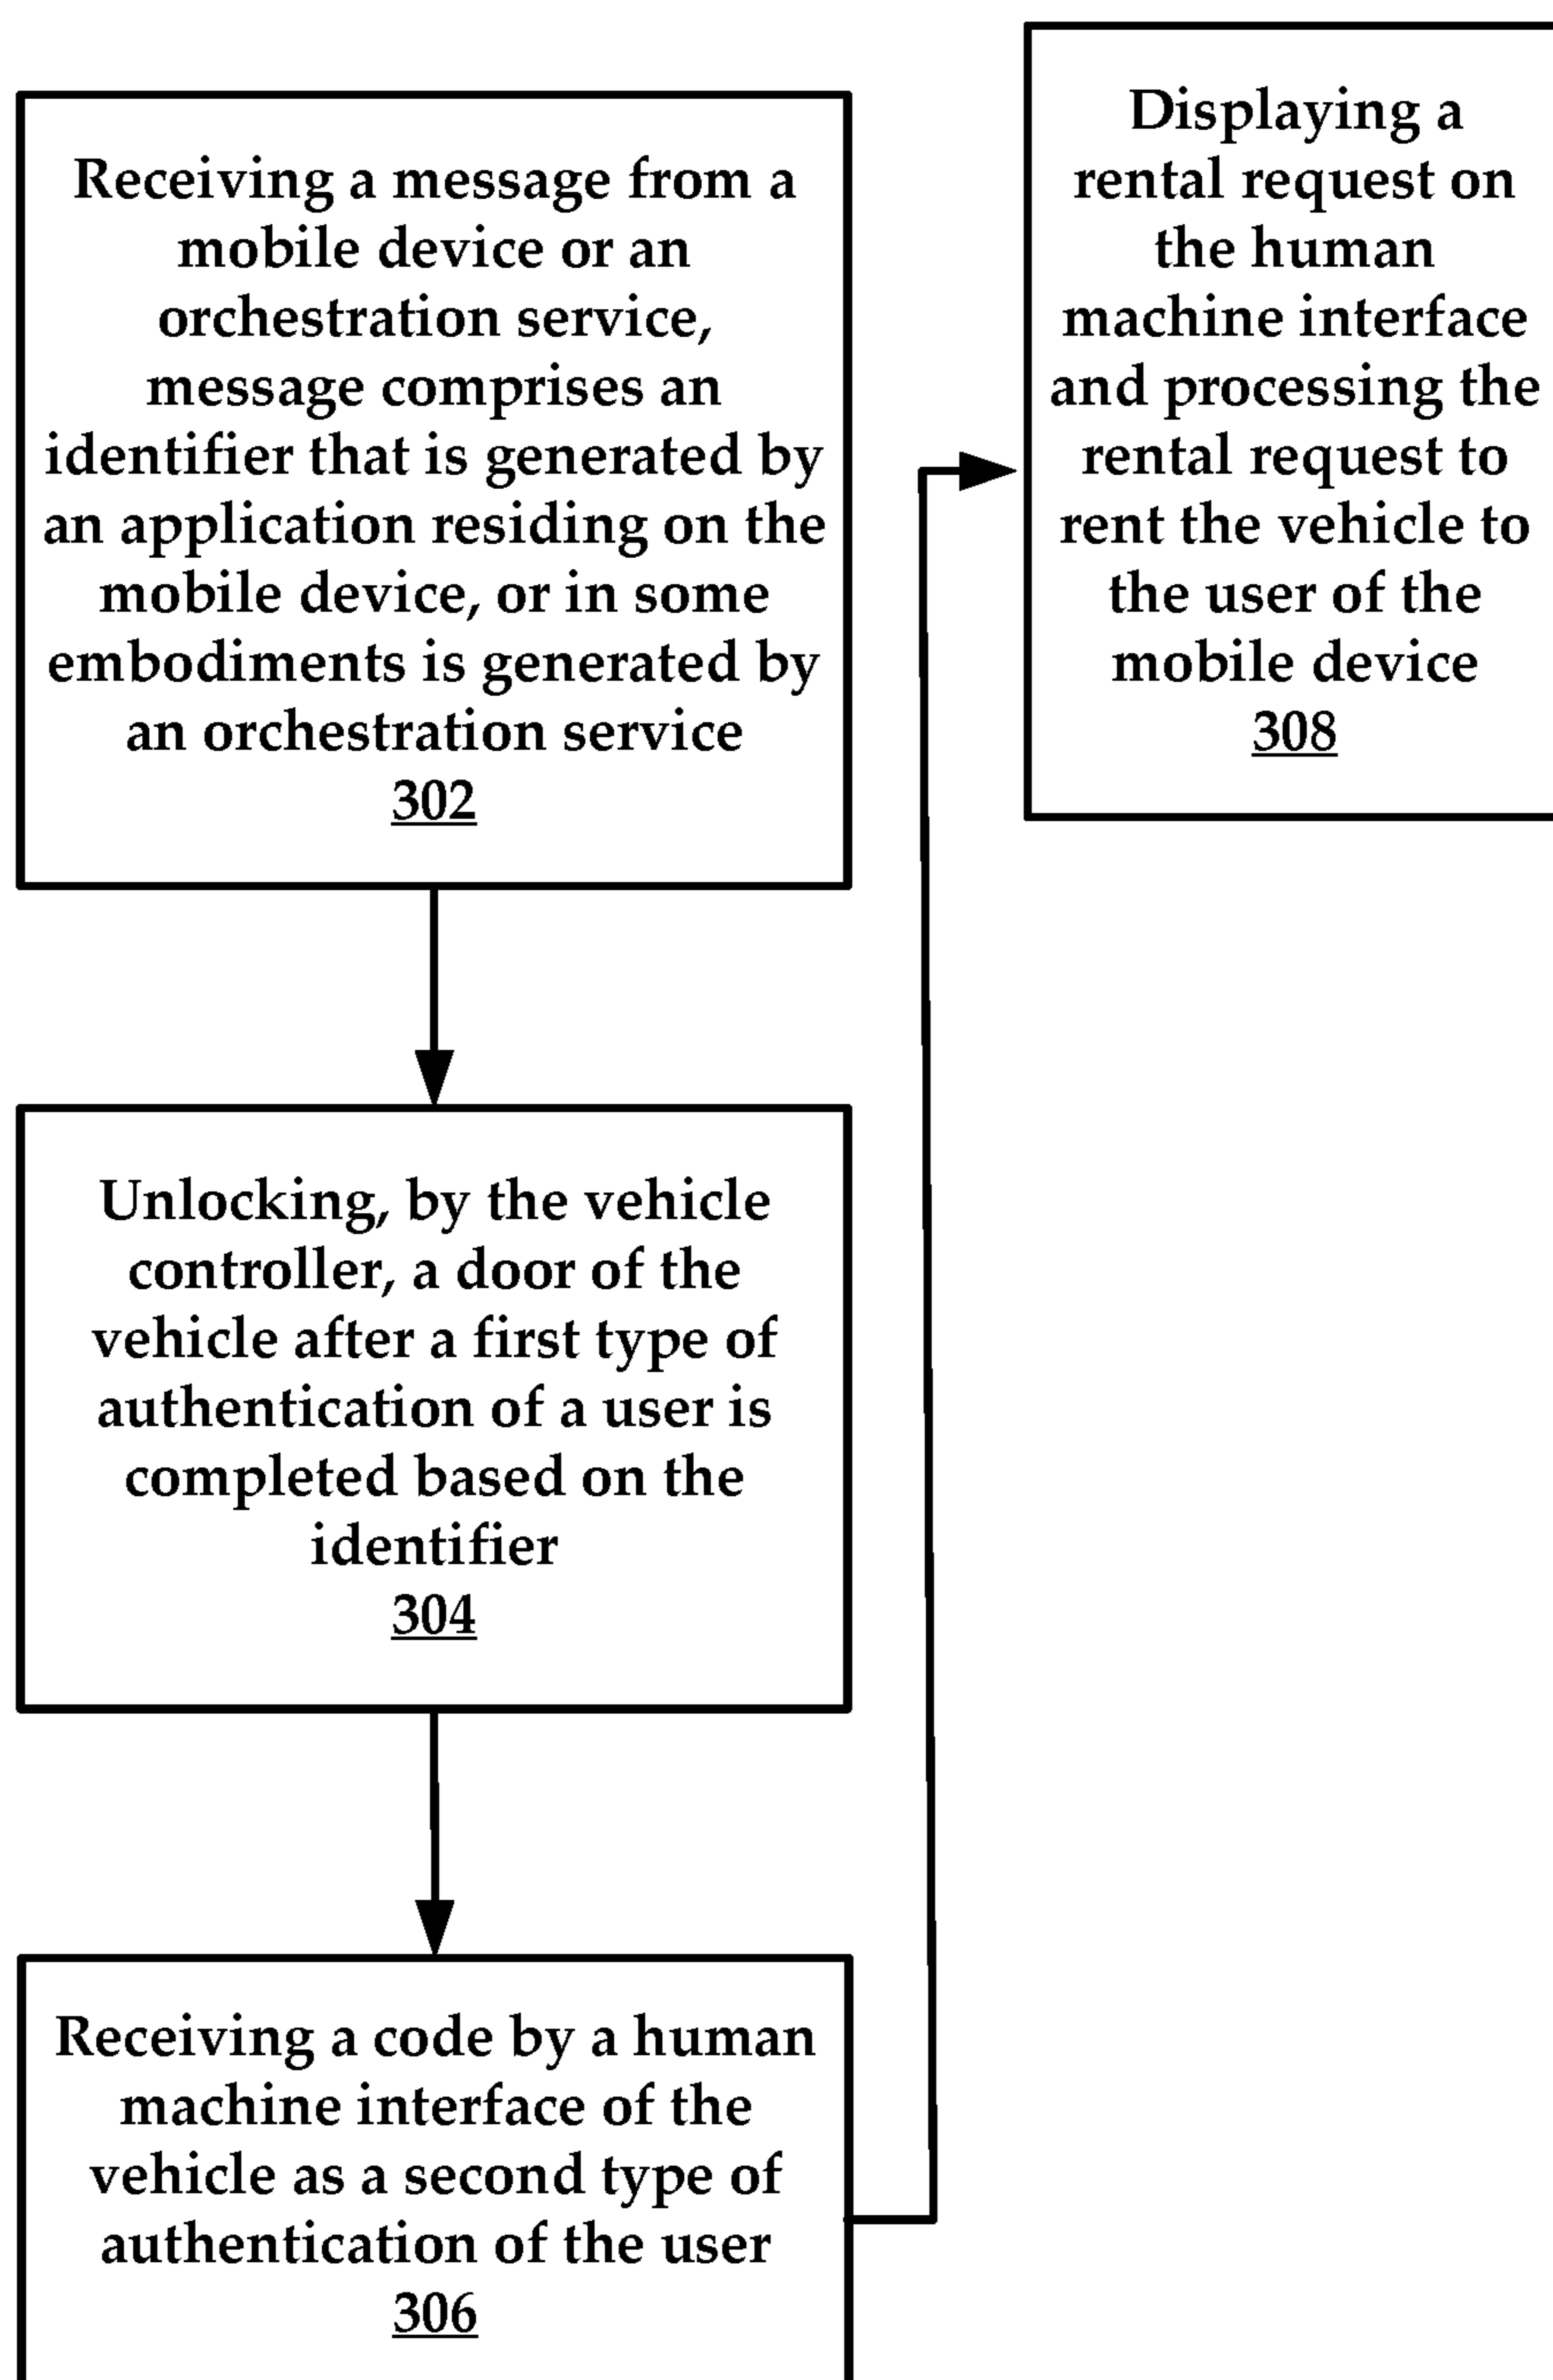 Receiving a message from a
mobile device or an
orchestration service,
message comprises an
identifier that is generated by
an application residing on the
mobile device, or in some
embodiments is generated by
an orchestration service
302
Unlocking, by the vehicle
controller, a door of the
vehicle after a first type of
authentication of a user is
completed based on the
identifier
304
Receiving a code by a human
machine interface of the
vehicle as a second type of
authentication of the user
306
Displaying a
rental request on
the human
machine interface
and processing the
rental request to
rent the vehicle to
the user of the
mobile device
308